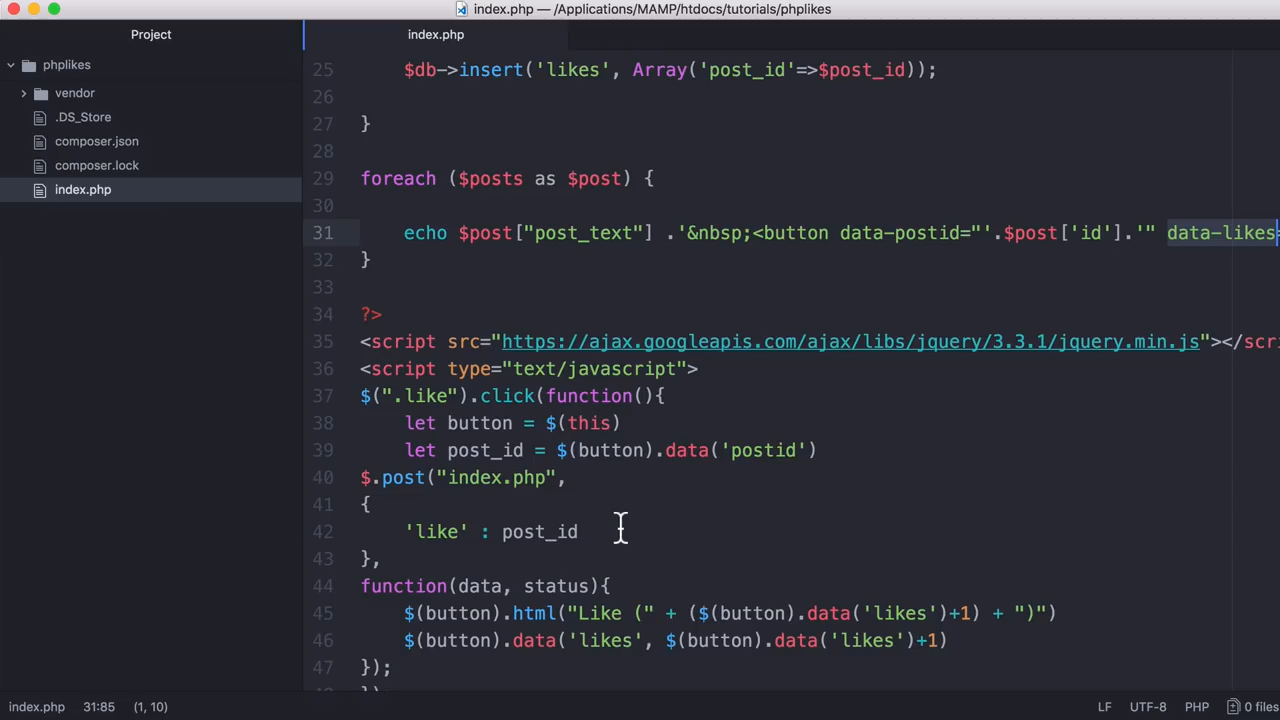 index.php — /Applications/MAMP/htdocs/tutorials/phplikes
Project
index.php
phplikes
vendor
.DS_Store
composer.json
composer.lock
index.php
25 $db->insert('likes', Array('post_id'=>$post_id));
26
27 }
28
29 foreach ($posts as $post) {
30
31 echo $post["post_text"] .'&nbsp;<button data-postid="'.$post['id'].'" data-likes
32 }
33
34 ?>
35 <script src="https://ajax.googleapis.com/ajax/libs/jquery/3.3.1/jquery.min.js"></scr
36 <script type="text/javascript">
37 $(".like").click(function(){
38 let button = $(this)
39 let post_id = $(button).data('postid')
40 $.post("index.php",
41 {
42 'like' : post_id
43 },
44 function(data, status){
45 $(button).html("Like (" + ($(button).data('likes')+1) + ")")
46 $(button).data('likes', $(button).data('likes')+1)
47 });
48 })
index.php 31:85 (1, 10) LF UTF-8 PHP 0 files